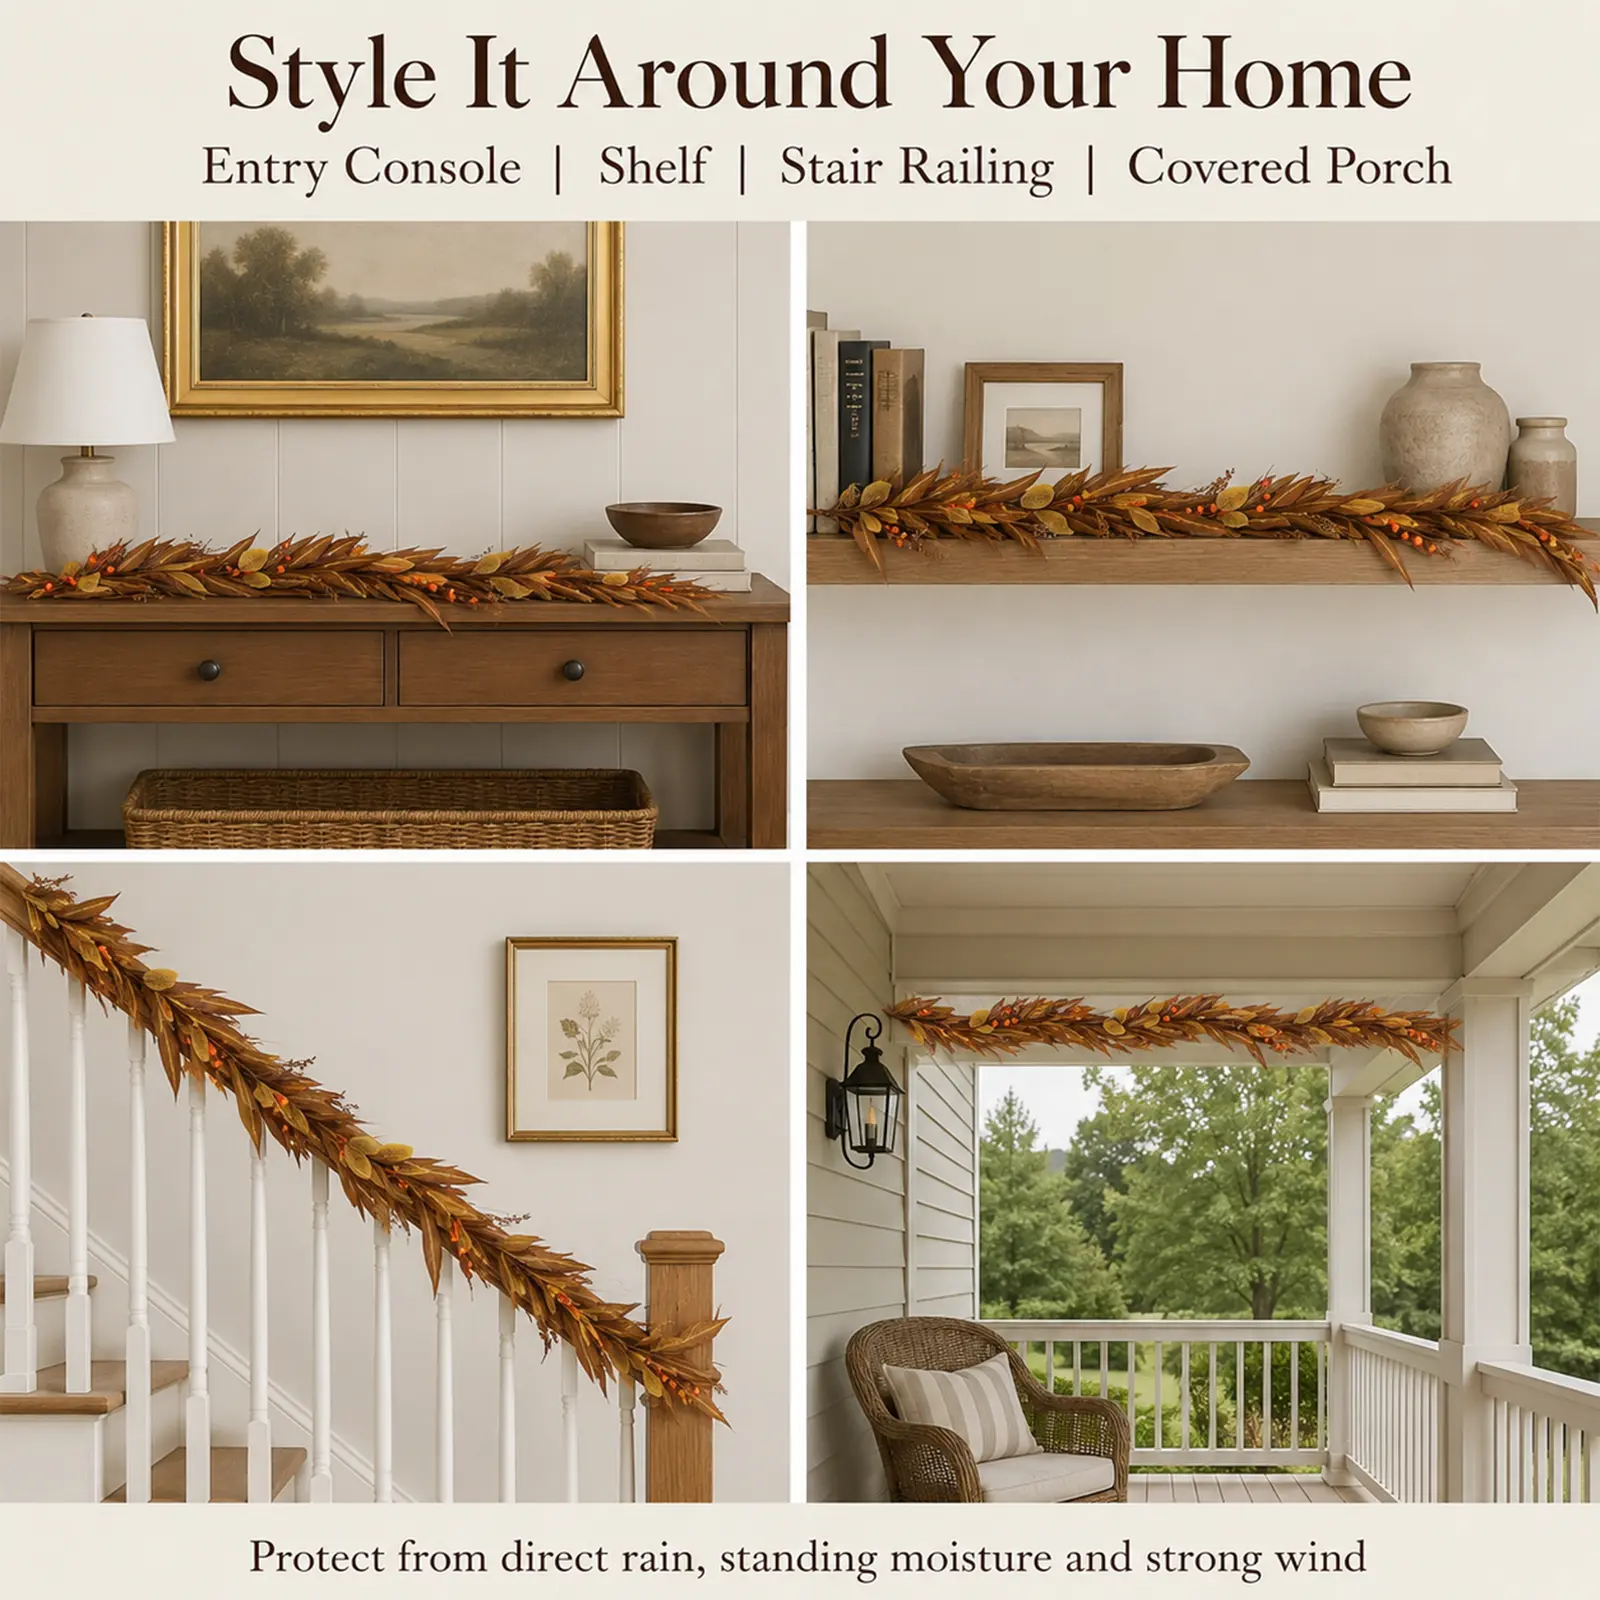 Style It Around Your Home
Entry Console | Shelf | Stair Railing | Covered Porch
Protect from direct rain, standing moisture and strong wind